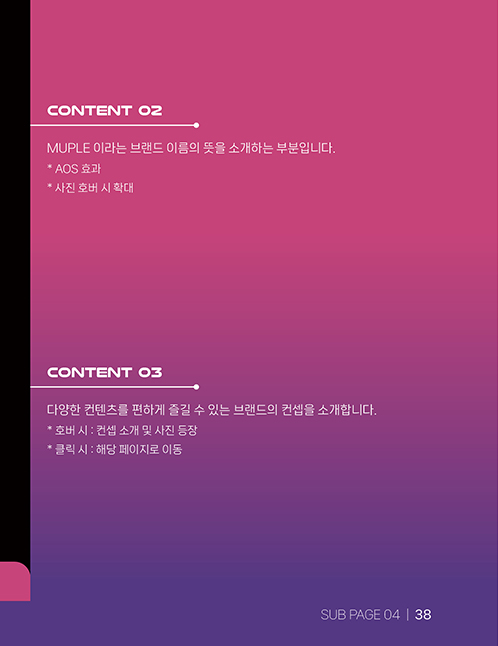 CONTENT 02
MUPLE 이라는 브랜드 이름의 뜻을 소개하는 부분입니다.
* AOS 효과
* 사진 호버 시 확대
CONTENT 03
다양한 컨텐츠를 편하게 즐길 수 있는 브랜드의 컨셉을 소개합니다.
* 호버 시 : 컨셉 소개 및 사진 등장
* 클릭 시 : 해당 페이지로 이동
SUB PAGE 04 | 38